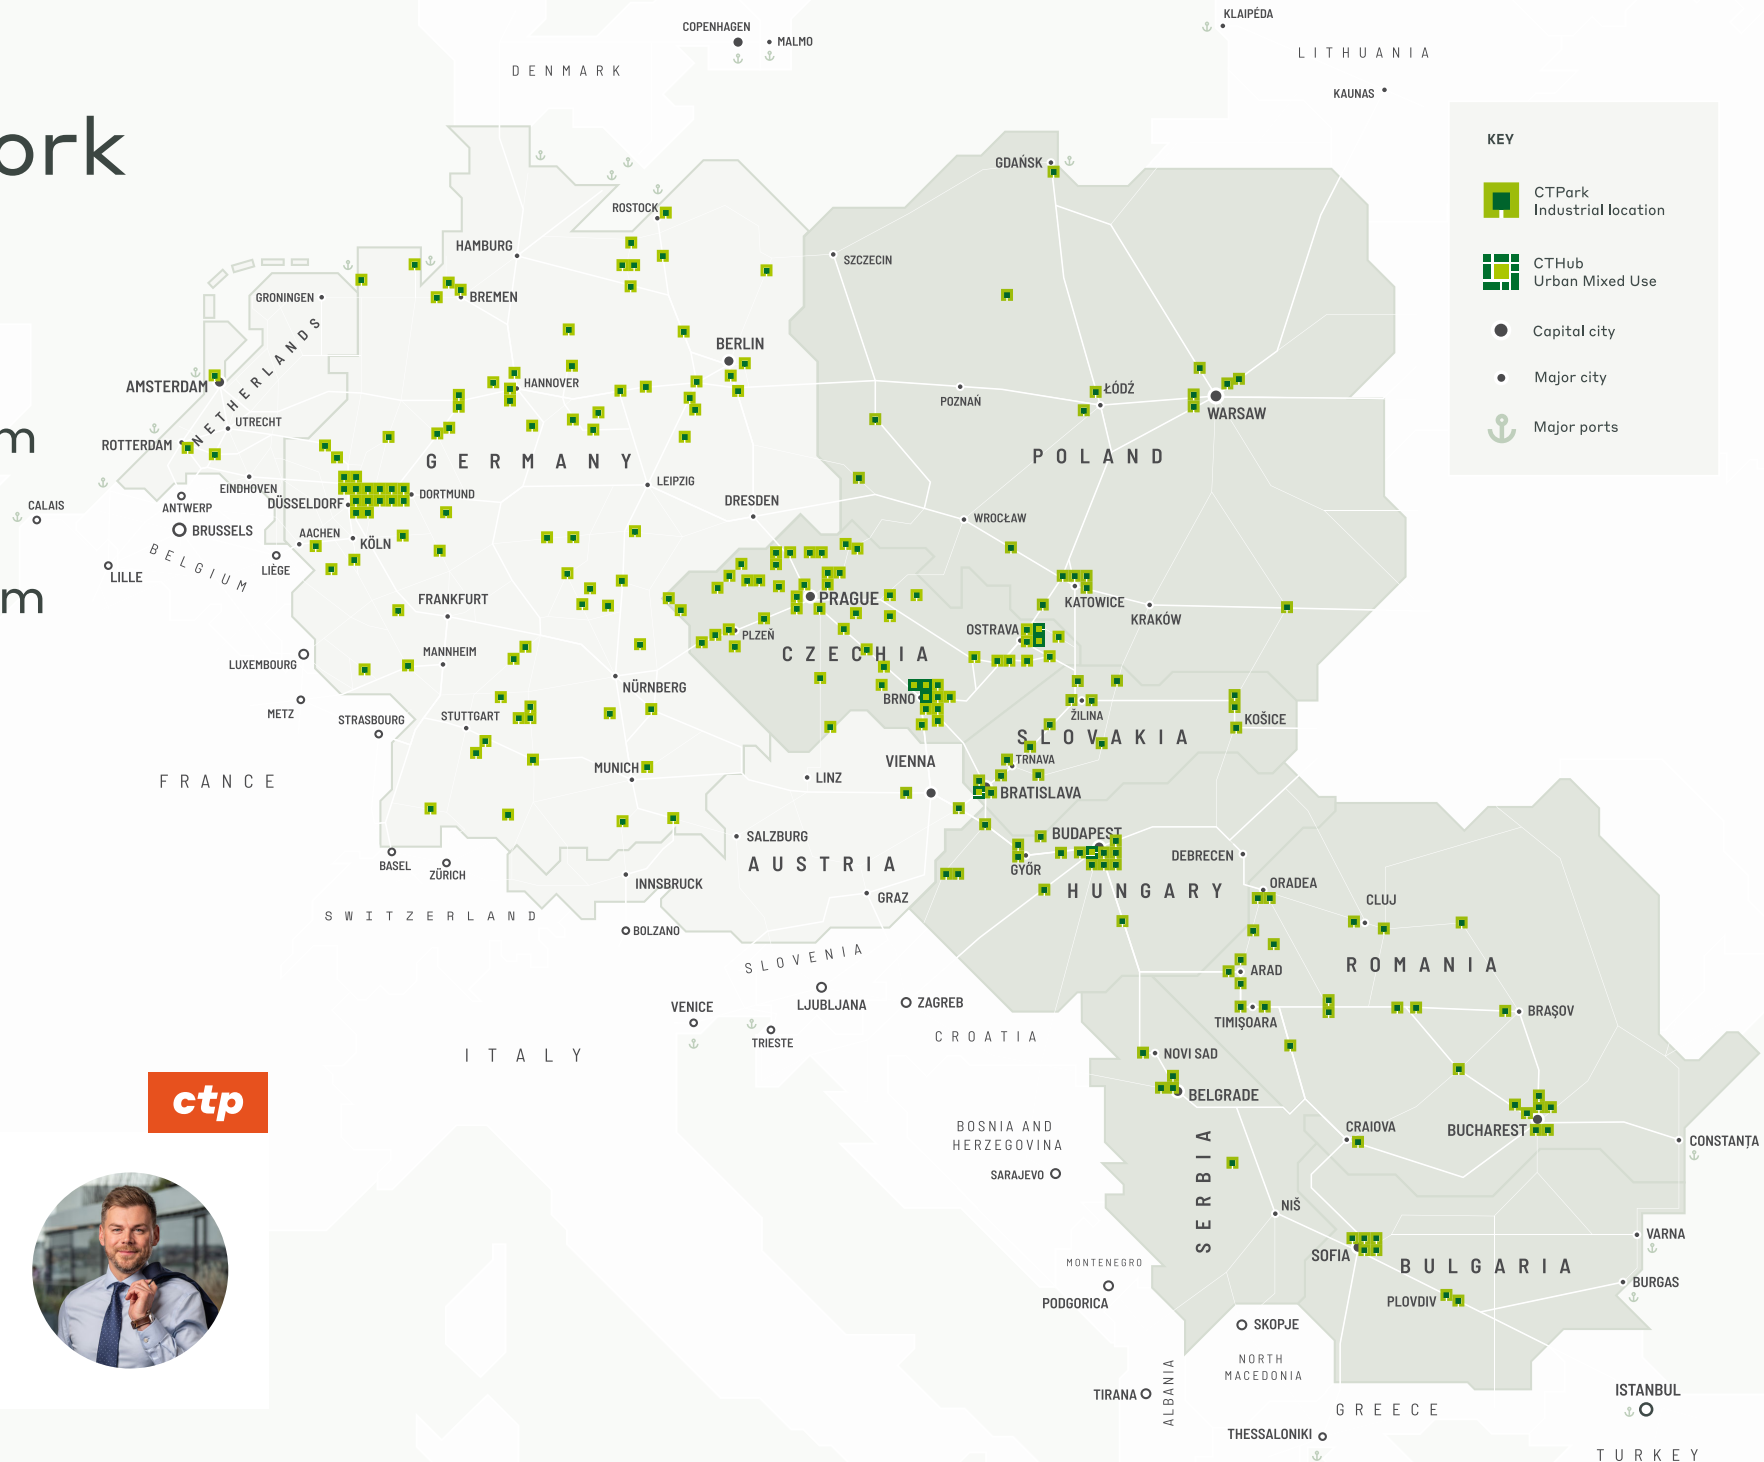 ork
m
m
ctp
KEY
CTPark
Industrial location
CTHub
Urban Mixed Use
Capital city
Major city
Major ports
COPENHAGEN
MALMO
DENMARK
KLAIPÉDA
LITHUANIA
KAUNAS
GDAŃSK
ROSTOCK
HAMBURG
SZCZECIN
GRONINGEN
BREMEN
NETHERLANDS
BERLIN
AMSTERDAM
HANNOVER
POZNAŃ
ŁÓDŹ
WARSAW
UTRECHT
ROTTERDAM
GERMANY
POLAND
EINDHOVEN
DÜSSELDORF
DORTMUND
LEIPZIG
DRESDEN
CALAIS
ANTWERP
BRUSSELS
WROCŁAW
AACHEN
KÖLN
BELGIUM
LIÈGE
LILLE
FRANKFURT
PRAGUE
KATOWICE
KRAKÓW
OSTRAVA
PLZEŇ
CZECHIA
LUXEMBOURG
MANNHEIM
NÜRNBERG
BRNO
METZ
STRASBOURG
STUTTGART
ŽILINA
KOŠICE
SLOVAKIA
VIENNA
TRNAVA
MUNICH
LINZ
FRANCE
BRATISLAVA
SALZBURG
BUDAPEST
BASEL
ZÜRICH
AUSTRIA
GYŐR
DEBRECEN
INNSBRUCK
GRAZ
HUNGARY
ORADEA
CLUJ
SWITZERLAND
BOLZANO
SLOVENIA
ROMANIA
ARAD
LJUBLJANA
VENICE
ZAGREB
TRIESTE
TIMIŞOARA
BRAŞOV
CROATIA
ITALY
NOVI SAD
BELGRADE
BOSNIA AND
HERZEGOVINA
CRAIOVA
BUCHAREST
CONSTANȚA
SARAJEVO
SERBIA
NIŠ
VARNA
SOFIA
BULGARIA
MONTENEGRO
BURGAS
PODGORICA
PLOVDIV
SKOPJE
NORTH
MACEDONIA
ALBANIA
TIRANA
ISTANBUL
GREECE
THESSALONIKI
TURKEY